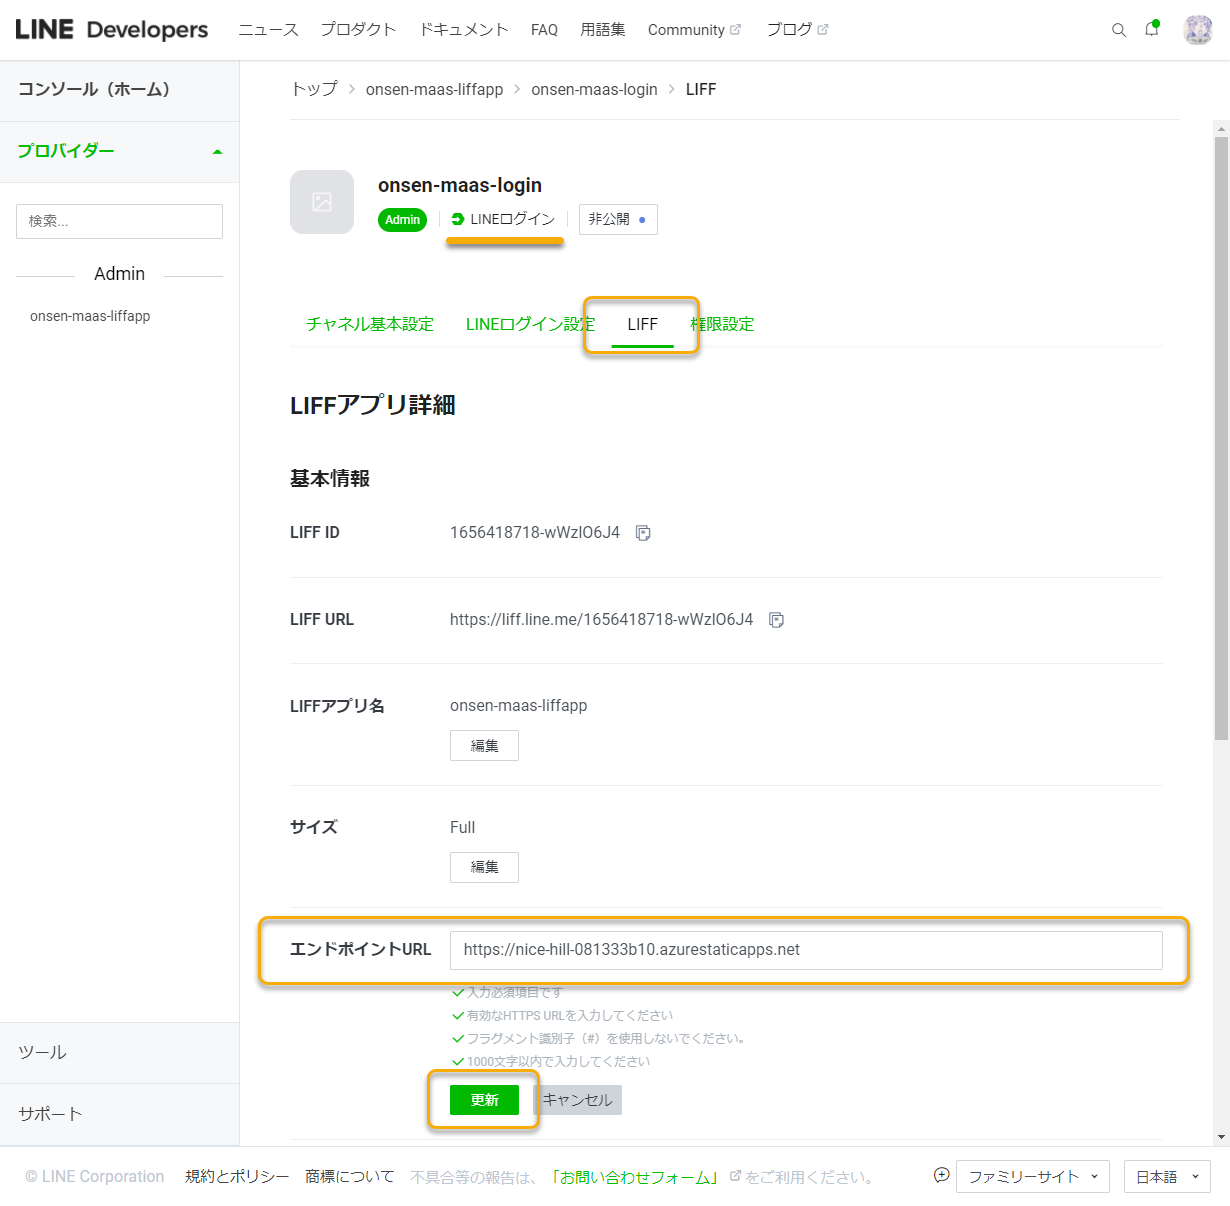 LINE Developers ニュース プロダクト ドキュメント FAQ 用語集 Community ブログ
コンソール（ホーム）
プロバイダー
検索...
Admin
onsen-maas-liffapp
ツール
サポート
トップ > onsen-maas-liffapp > onsen-maas-login > LIFF
onsen-maas-login
Admin LINEログイン 非公開
チャネル基本設定 LINEログイン設定 LIFF 権限設定
LIFFアプリ詳細
基本情報
LIFF ID 1656418718-wWzlO6J4
LIFF URL https://liff.line.me/1656418718-wWzlO6J4
LIFFアプリ名 onsen-maas-liffapp
編集
サイズ Full
編集
エンドポイントURL https://nice-hill-081333b10.azurestaticapps.net
入力必須項目です
有効なHTTPS URLを入力してください
フラグメント識別子（#）を使用しないでください。
1000文字以内で入力してください
更新 キャンセル
© LINE Corporation 規約とポリシー 商標について 不具合等の報告は、「お問い合わせフォーム」をご利用ください。 ファミリーサイト 日本語